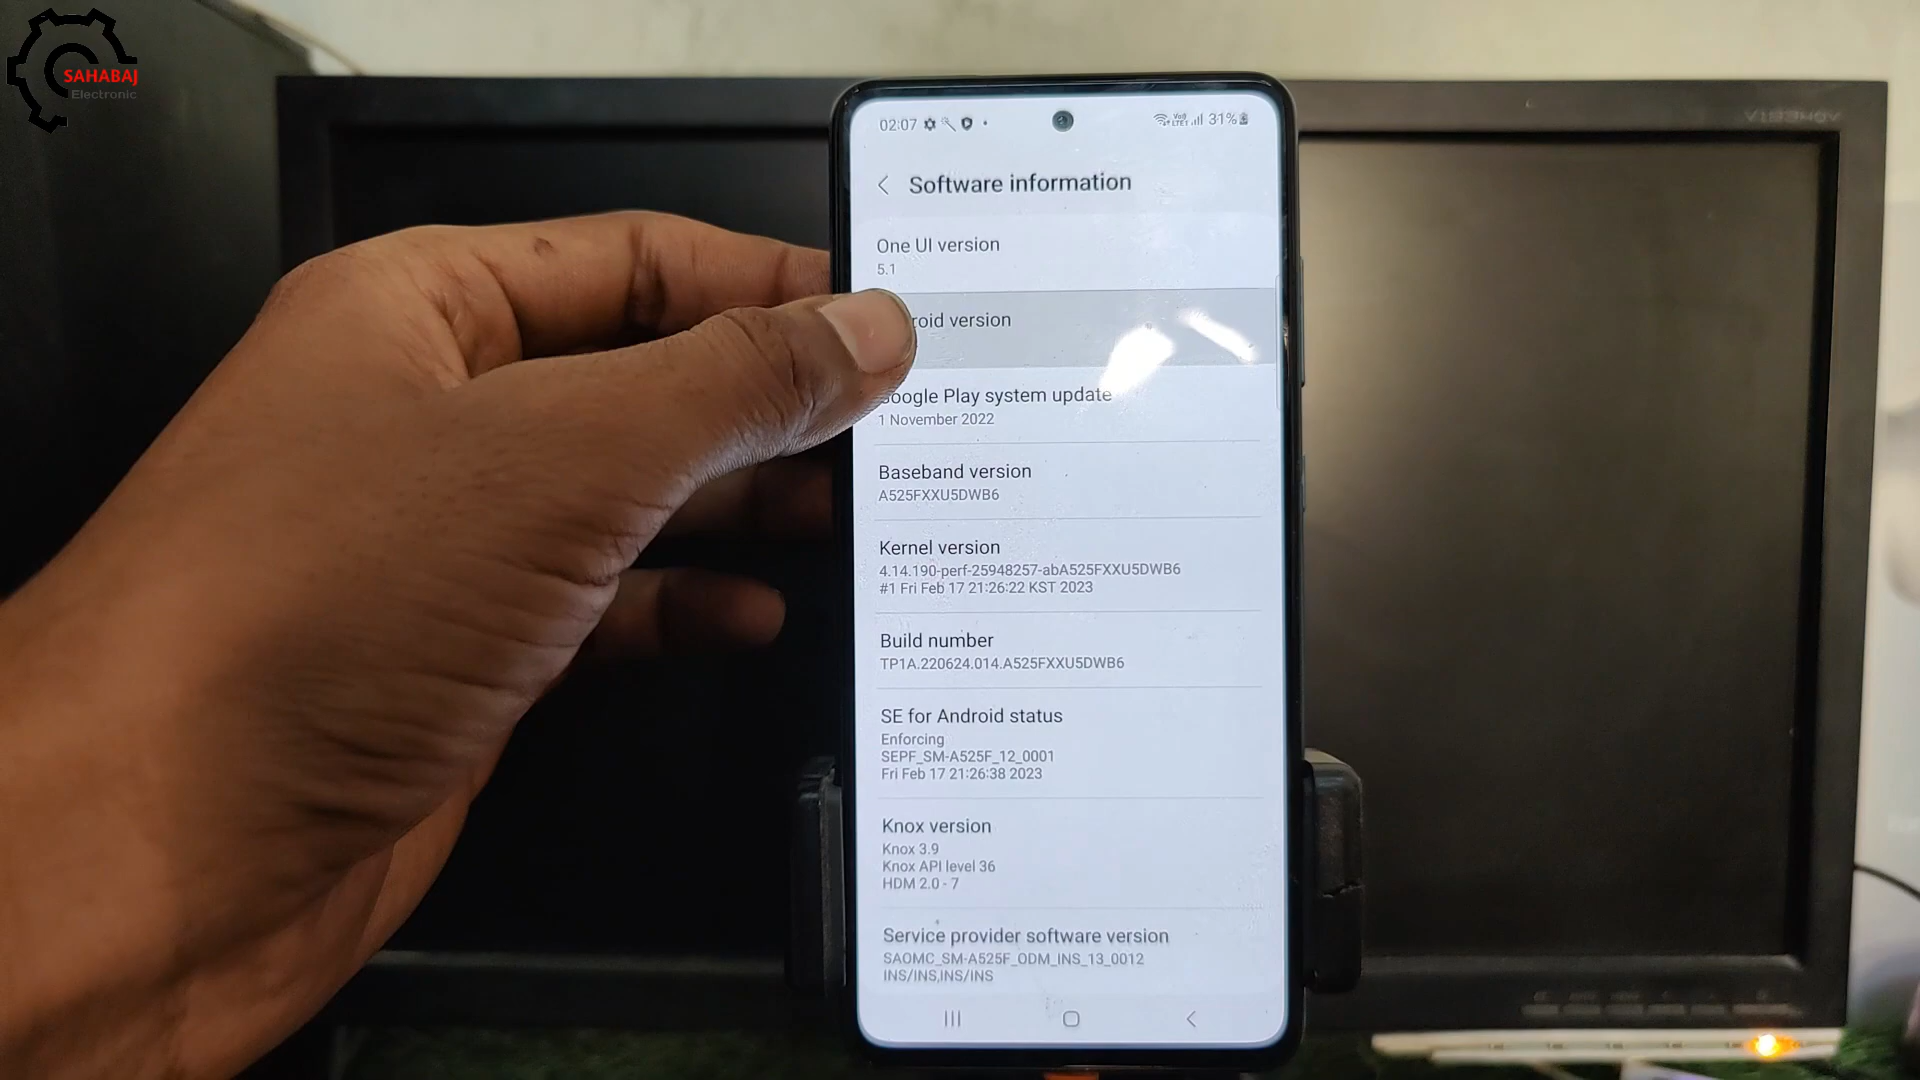 SAHABAJ
Electronic
V193HQV
02:07 31%
Software information
One UI version
5.1
roid version
Google Play system update
1 November 2022
Baseband version
A525FXXU5DWB6
Kernel version
4.14.190-perf-25948257-abA525FXXU5DWB6
#1 Fri Feb 17 21:26:22 KST 2023
Build number
TP1A.220624.014.A525FXXU5DWB6
SE for Android status
Enforcing
SEPF_SM-A525F_12_0001
Fri Feb 17 21:26:38 2023
Knox version
Knox 3.9
Knox API level 36
HDM 2.0 - 7
Service provider software version
SAOMC_SM-A525F_ODM_INS_13_0012
INS/INS,INS/INS